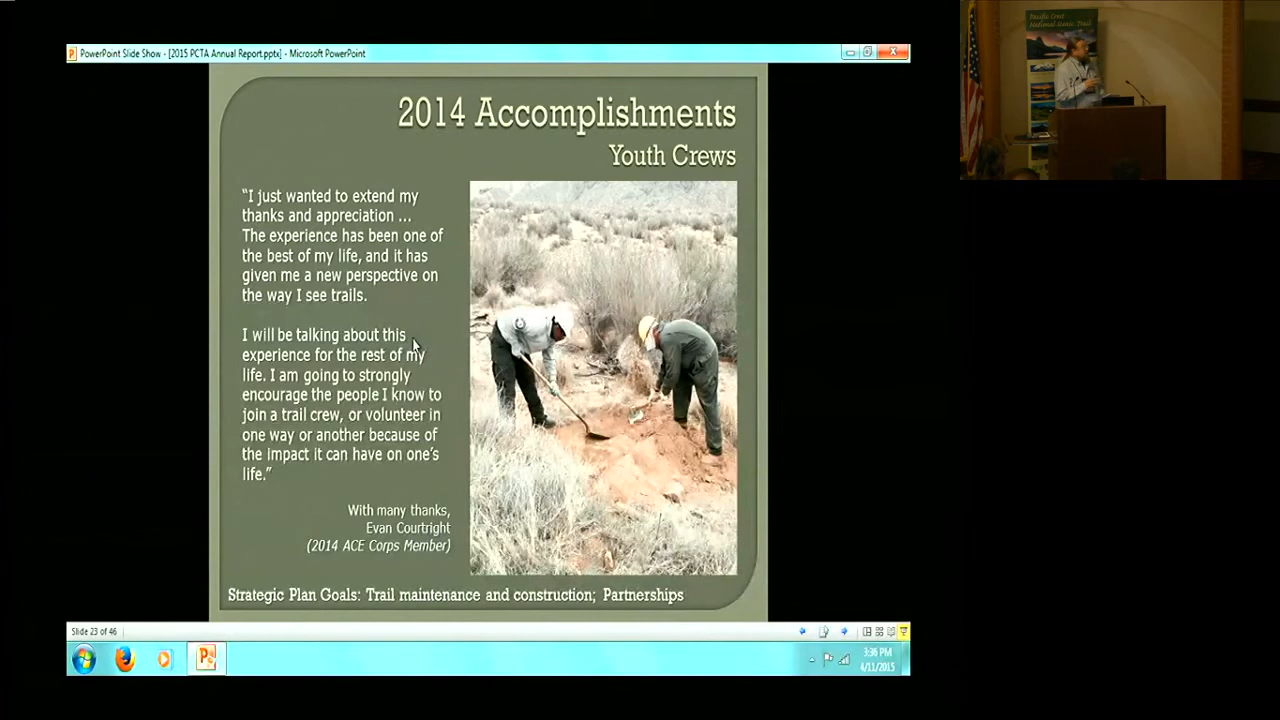 PowerPoint Slide Show - [2015 PCTA Annual Report.pptx] - Microsoft PowerPoint
Pacific Crest
National Scenic Trail
2014 Accomplishments
Youth Crews
“I just wanted to extend my
thanks and appreciation ...
The experience has been one of
the best of my life, and it has
given me a new perspective on
the way I see trails.
I will be talking about this
experience for the rest of my
life. I am going to strongly
encourage the people I know to
join a trail crew, or volunteer in
one way or another because of
the impact it can have on one’s
life.”
With many thanks,
Evan Courtright
(2014 ACE Corps Member)
Strategic Plan Goals: Trail maintenance and construction; Partnerships
Slide 23 of 46
3:36 PM
4/11/2015